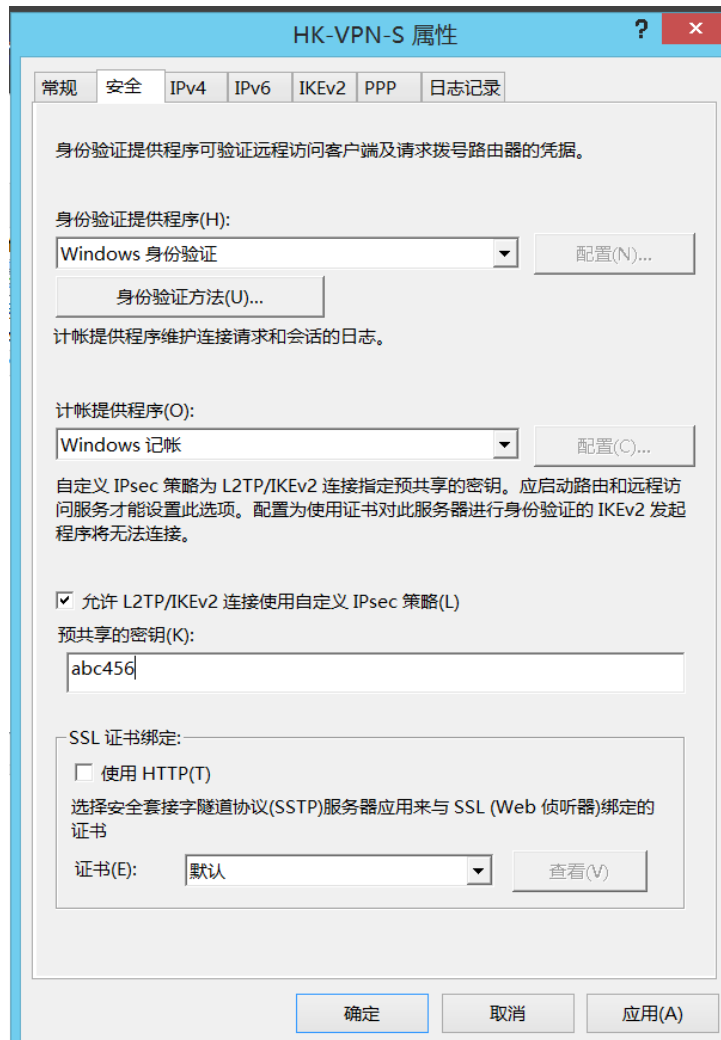 HK-VPN-S 属性
?
常规 安全 IPv4 IPv6 IKEv2 PPP 日志记录
身份验证提供程序可验证远程访问客户端及请求拨号路由器的凭据。
身份验证提供程序(H):
Windows 身份验证
配置(N)...
身份验证方法(U)...
计帐提供程序维护连接请求和会话的日志。
计帐提供程序(O):
Windows 记帐
配置(C)...
自定义 IPsec 策略为 L2TP/IKEv2 连接指定预共享的密钥。应启动路由和远程访
问服务才能设置此选项。配置为使用证书对此服务器进行身份验证的 IKEv2 发起
程序将无法连接。
允许 L2TP/IKEv2 连接使用自定义 IPsec 策略(L)
预共享的密钥(K):
abc456
SSL 证书绑定:
使用 HTTP(T)
选择安全套接字隧道协议(SSTP)服务器应用来与 SSL (Web 侦听器)绑定的
证书
证书(E):
默认
查看(V)
确定 取消 应用(A)